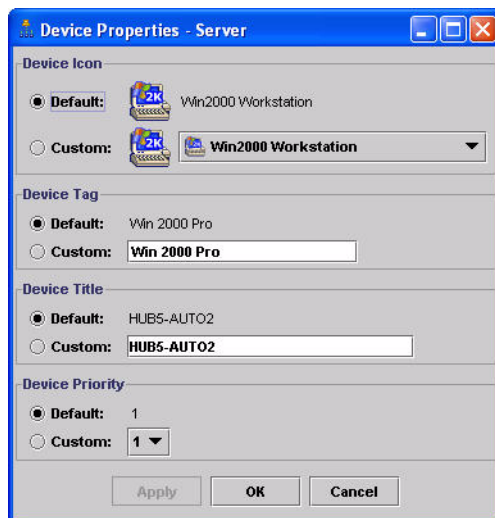 Device Properties - Server
Device Icon
Default: 2K Win2000 Workstation
Custom: 2K Win2000 Workstation
Device Tag
Default: Win 2000 Pro
Custom: Win 2000 Pro
Device Title
Default: HUB5-AUTO2
Custom: HUB5-AUTO2
Device Priority
Default: 1
Custom: 1
Apply OK Cancel